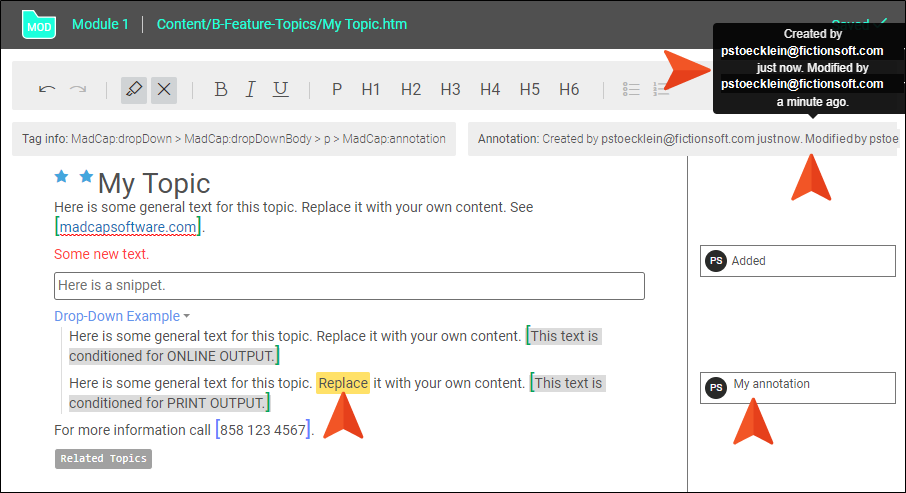 MOD Module 1 Content/B-Feature-Topics/My Topic.htm Saved
Created by
pstoecklein@fictionsoft.com
just now. Modified by
pstoecklein@fictionsoft.com
a minute ago.
B I U P H1 H2 H3 H4 H5 H6
Tag info: MadCap:dropDown > MadCap:dropDownBody > p > MadCap:annotation
Annotation: Created by pstoecklein@fictionsoft.com just now. Modified by pstoe
My Topic
Here is some general text for this topic. Replace it with your own content. See
[madcapsoftware.com].
Some new text.
Here is a snippet.
Drop-Down Example
Here is some general text for this topic. Replace it with your own content. [This text is
conditioned for ONLINE OUTPUT.]
Here is some general text for this topic. Replace it with your own content. [This text is
conditioned for PRINT OUTPUT.]
For more information call [858 123 4567].
Related Topics
PS Added
PS My annotation